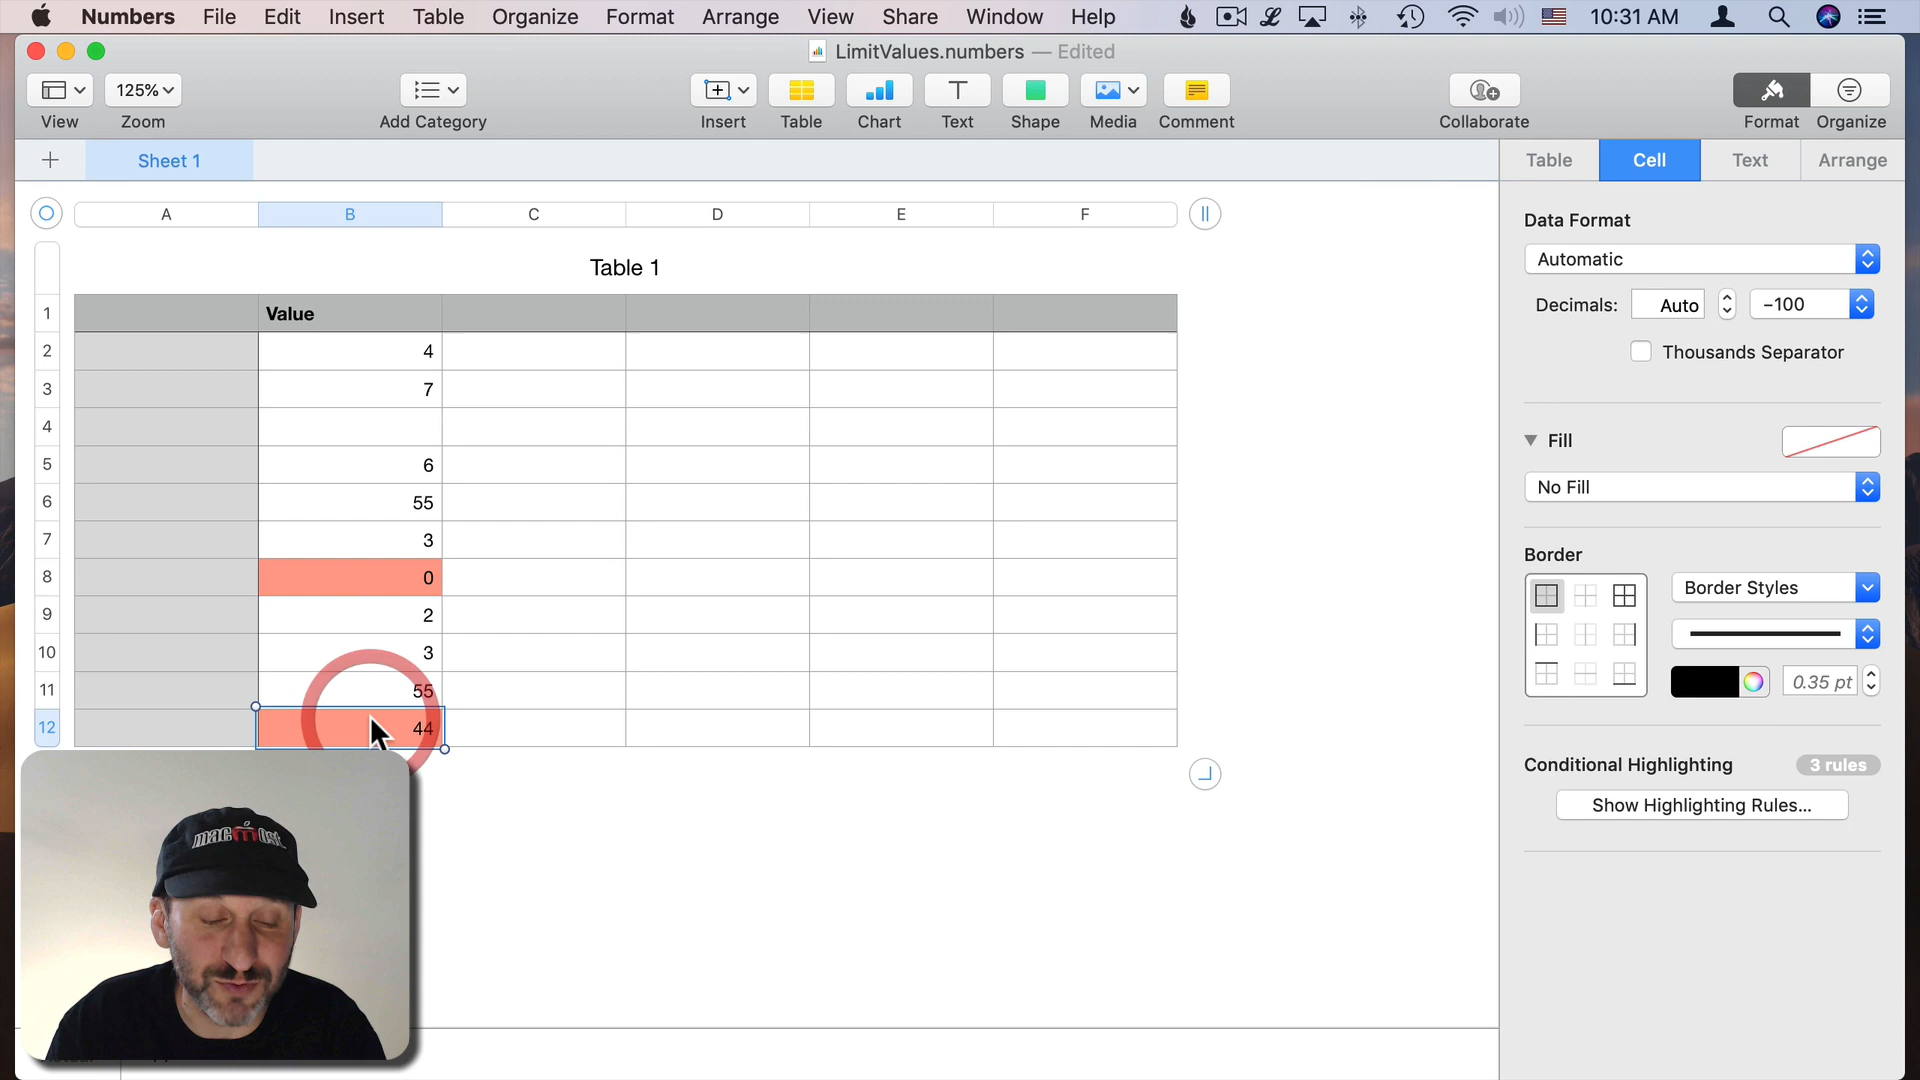 Numbers File Edit Insert Table Organize Format Arrange View Share Window Help 10:31 AM
LimitValues.numbers — Edited
125%
View Zoom Add Category Insert Table Chart Text Shape Media Comment Collaborate Format Organize
Sheet 1
Table Cell Text Arrange
A B C D E F
Table 1
1 Value
2 4
3 7
4
5 6
6 55
7 3
8 0
9 2
10 3
11 55
12 44
Data Format
Automatic
Decimals: Auto −100
Thousands Separator
Fill
No Fill
Border
Border Styles
0.35 pt
Conditional Highlighting 3 rules
Show Highlighting Rules...
macmost